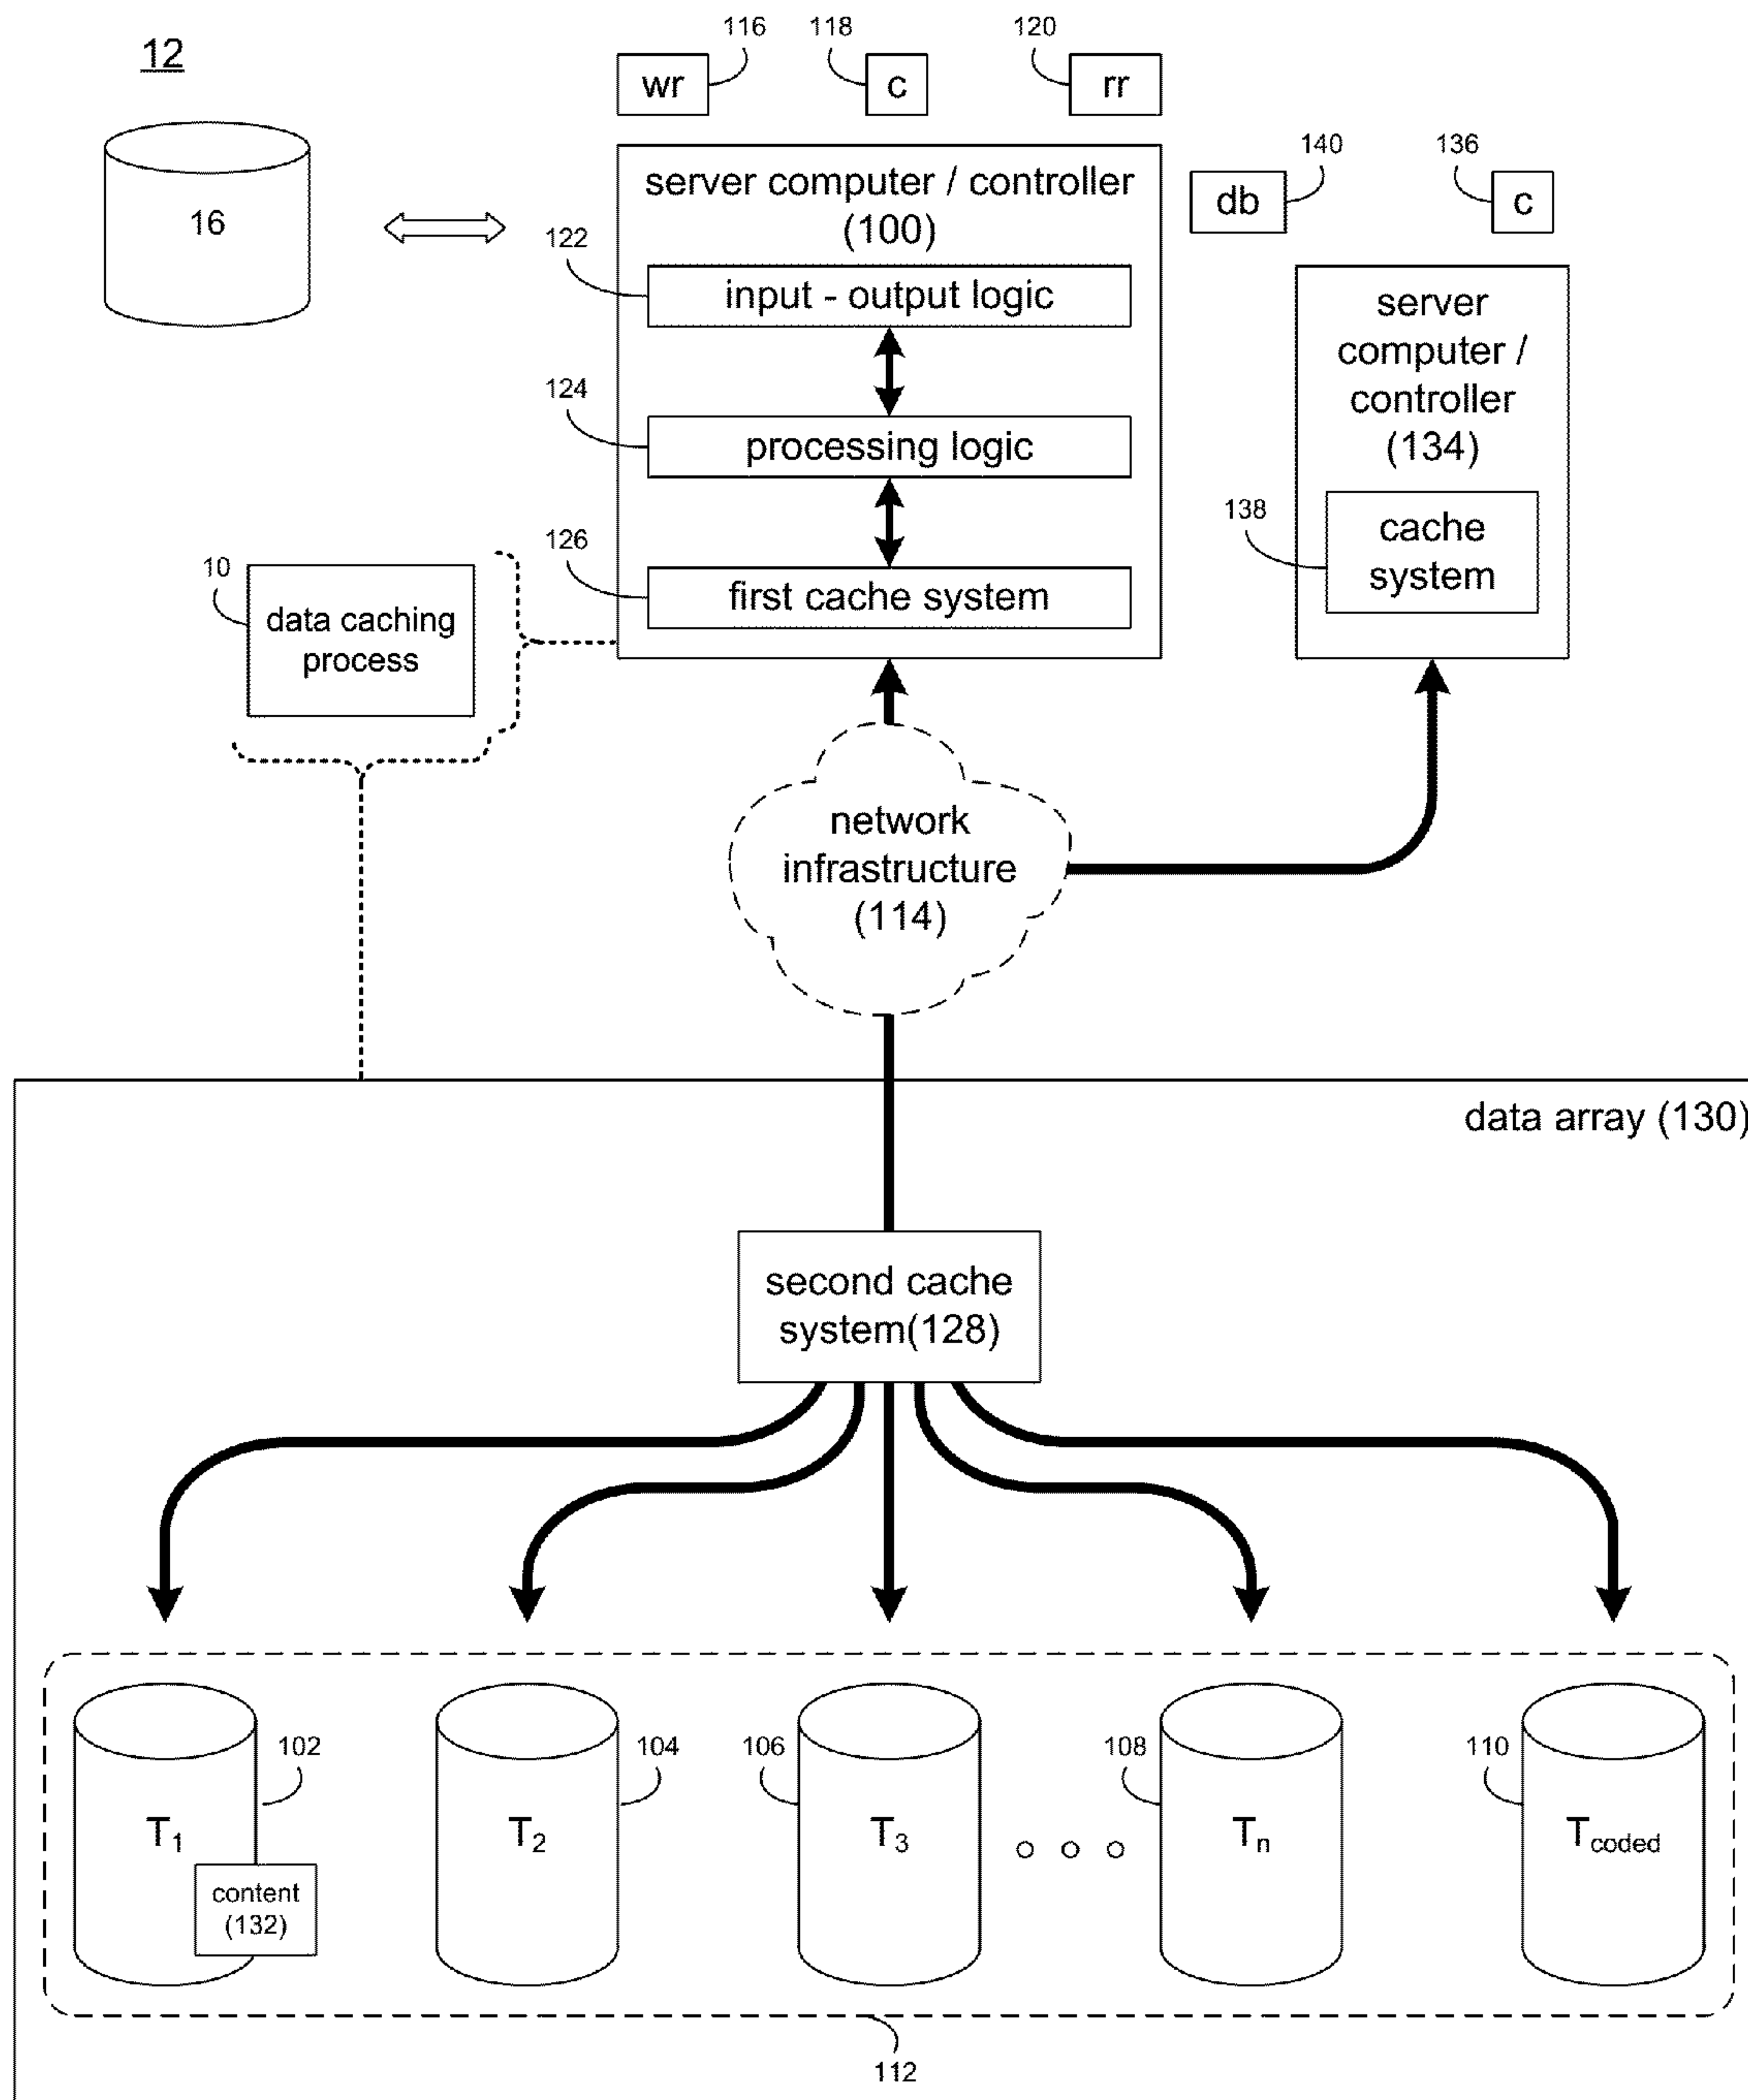 12
116
118
120
wr
c
rr
140
136
db
c
16
server computer / controller
(100)
122
input - output logic
124
processing logic
126
first cache system
server
computer /
controller
(134)
138
cache
system
10
data caching
process
network
infrastructure
(114)
data array (130)
second cache
system(128)
102
104
106
108
110
T1
T2
T3
Tn
Tcoded
content
(132)
112